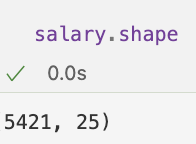 salary.shape
✓ 0.0s
5421, 25)